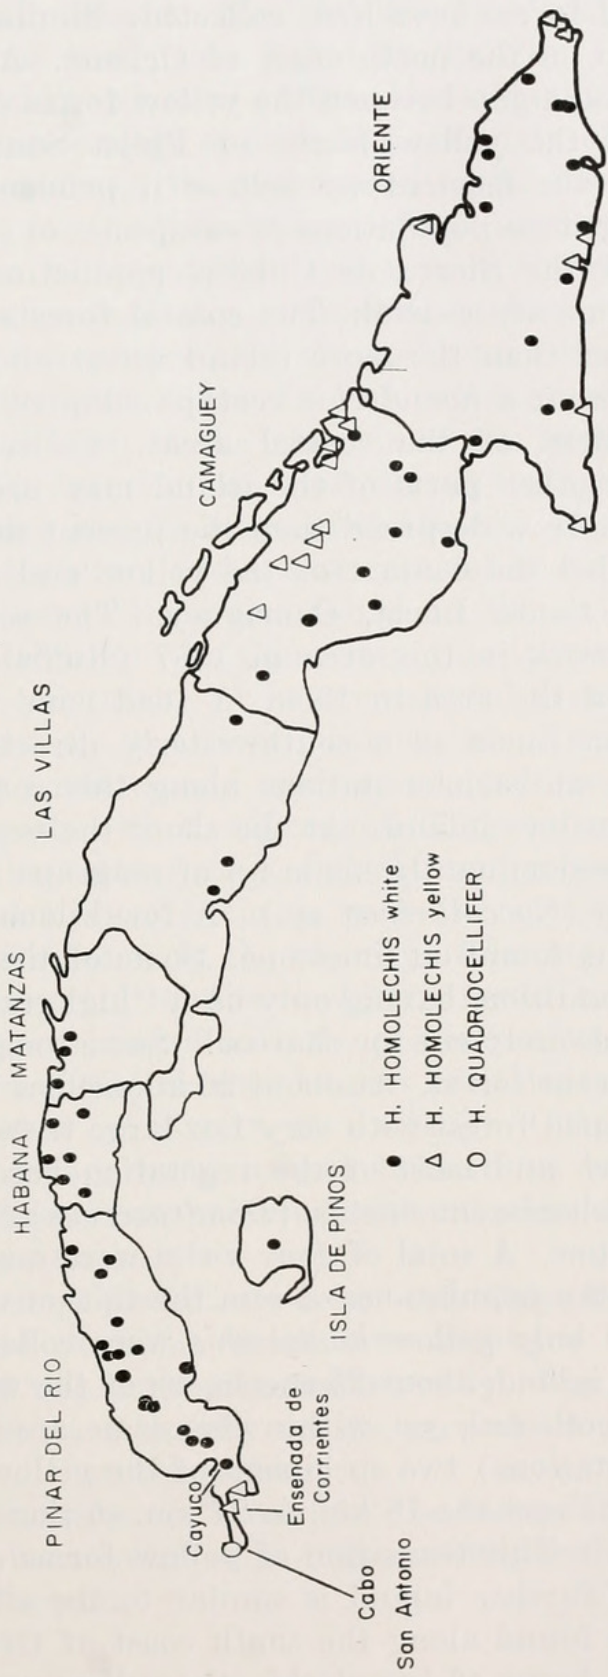 PINAR DEL RIO
HABANA
MATANZAS
LAS VILLAS
CAMAGUEY
ORIENTE
Cayuco
Ensenada de
Corrientes
Cabo
San Antonio
ISLA DE PINOS
● H. HOMOLECHIS white
△ H. HOMOLECHIS yellow
○ H. QUADRIOCELLIFER